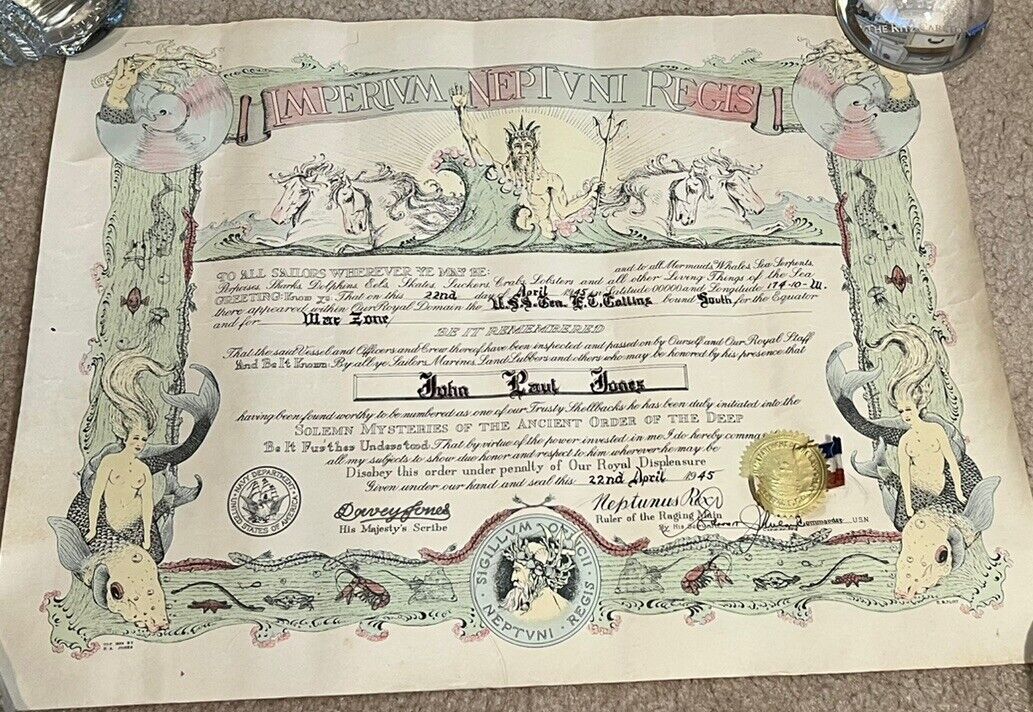 THE KITT
IMPERIVM NEPTVNI REGIS
TO ALL SAILORS WHEREVER YE MAY BE: and to all Mermaids Whales Sea Serpents
Porpoises, Sharks, Dolphins, Eels, Skates, Suckers, Crabs, Lobsters and all other Living Things of the Sea
GREETING: Know ye: That on this 22nd day April 1945 in Latitude 00000 and Longitude 174-10-W.
there appeared within Our Royal Domain the U.S.S. Gen. E.T. Collins bound South for the Equator
and for War Zone
BE IT REMEMBERED
That the said Vessel and Officers and Crew thereof have been inspected and passed on by Ourself and Our Royal Staff
And Be It Known: By all ye Sailors, Marines, Land Lubbers and others who may be honored by his presence that
John Paul Jones
having been found worthy to be numbered as one of our Trusty Shellbacks he has been duly initiated into the
SOLEMN MYSTERIES OF THE ANCIENT ORDER OF THE DEEP
Be It Further Understood: That by virtue of the power invested in me I do hereby comma
all my subjects to show due honor and respect to him wherever he may be
Disobey this order under penalty of Our Royal Displeasure
Given under our hand and seal this 22nd April 1945
NAVY DEPARTMENT
UNITED STATES OF AMERICA
Davey Jones
His Majesty's Scribe
Neptunus Rex
Ruler of the Raging Main
By His Servant Commander U.S.N.
SIGILLVM OFFICII
NEPTVNI REGIS